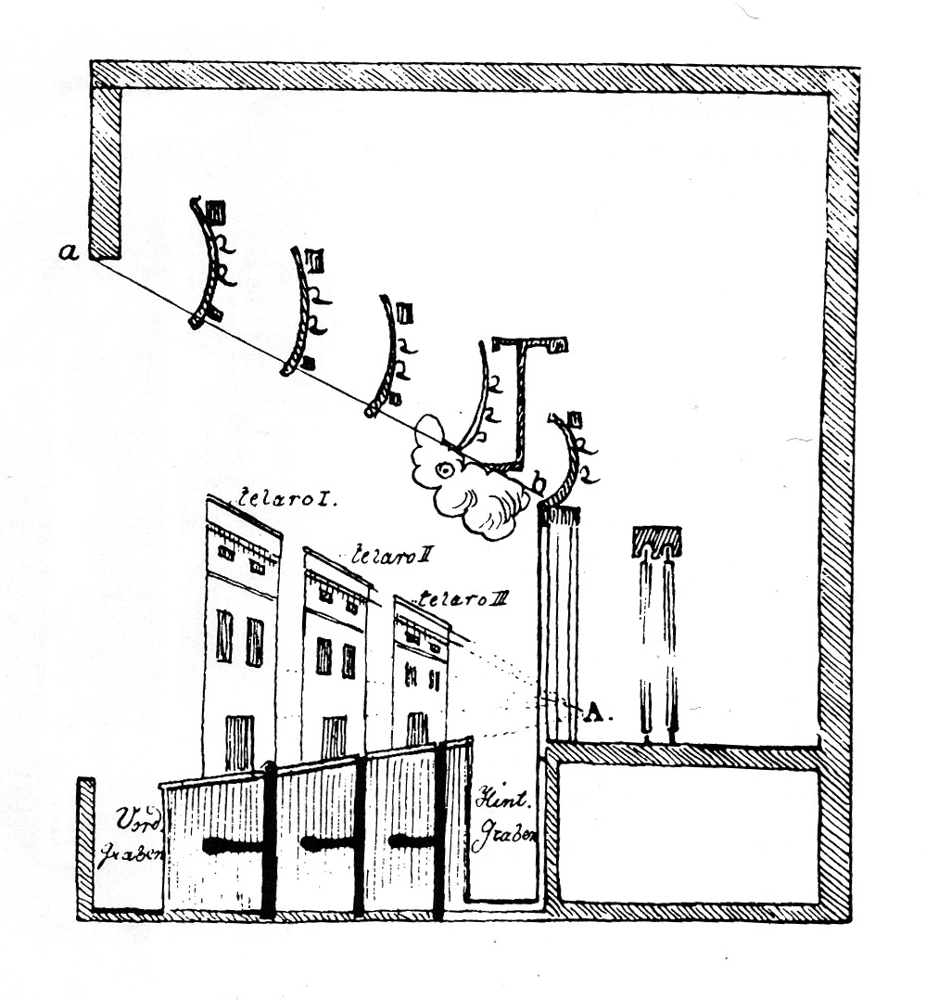 a
b
telaro I.
telaro II
telaro III
A.
Vord.
Graben
Hint.
Graben